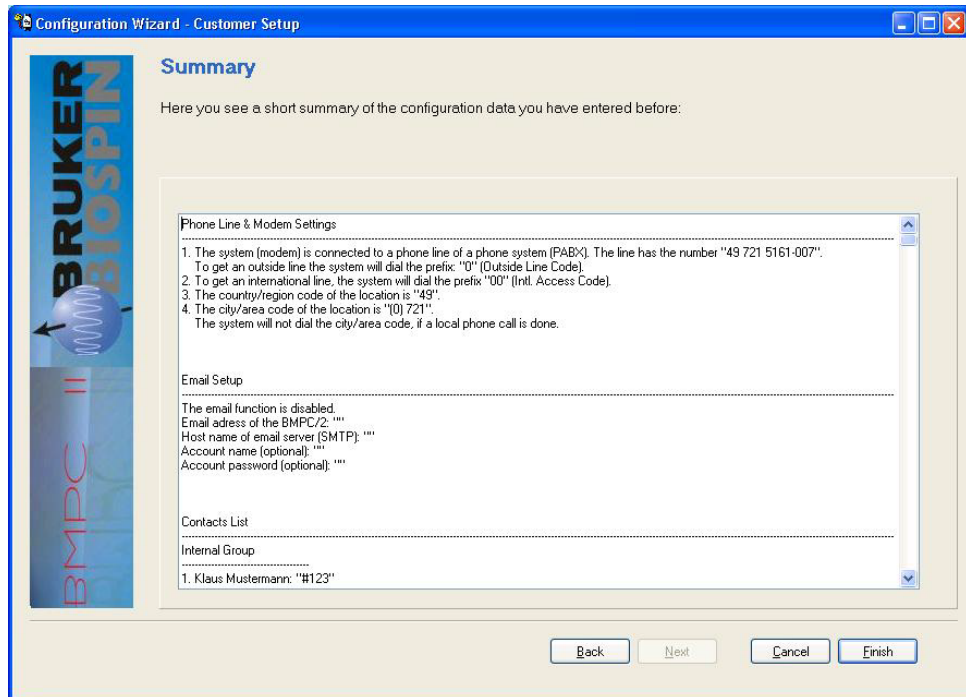 Configuration Wizard - Customer Setup
BRUKER
BIOSPIN
BMPC II
Summary
Here you see a short summary of the configuration data you have entered before:
Phone Line & Modem Settings
1. The system (modem) is connected to a phone line of a phone system (PABX). The line has the number "49 721 5161-007".
To get an outside line the system will dial the prefix: "0" (Outside Line Code).
2. To get an international line, the system will dial the prefix "00" (Intl. Access Code).
3. The country/region code of the location is "49".
4. The city/area code of the location is "(0) 721".
The system will not dial the city/area code, if a local phone call is done.
Email Setup
The email function is disabled.
Email adress of the BMPC/2: ""
Host name of email server (SMTP): ""
Account name (optional): ""
Account password (optional): ""
Contacts List
Internal Group
1. Klaus Mustermann: "#123"
Back Next Cancel Finish